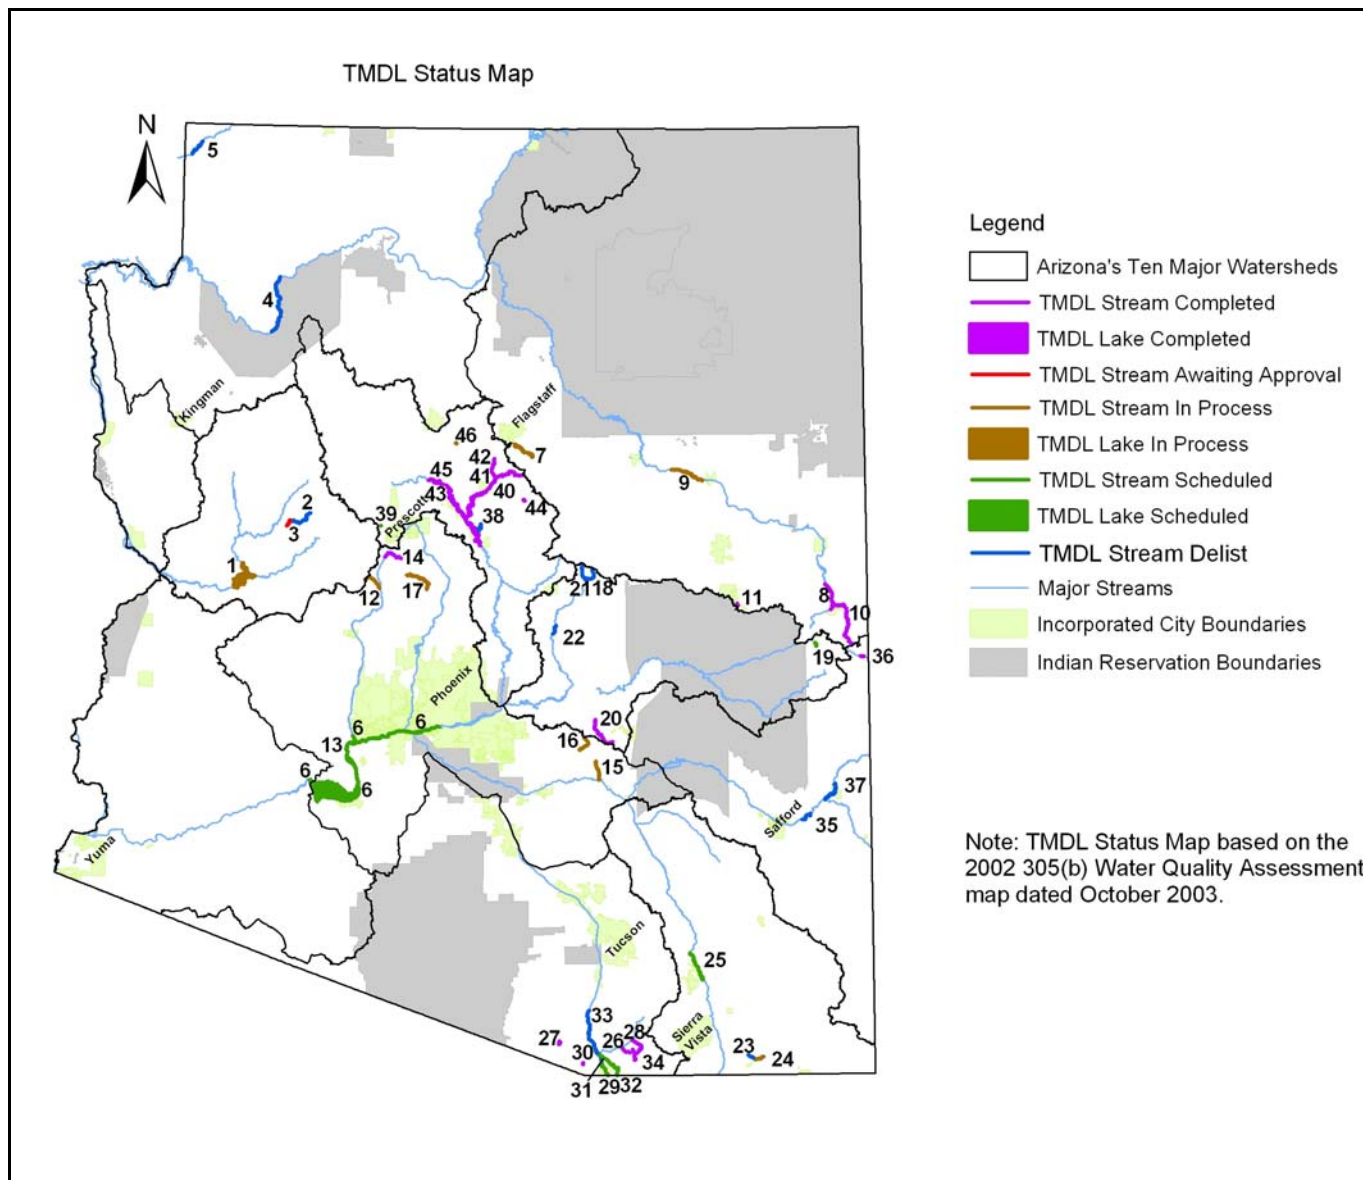 TMDL Status Map
N
5
4
Kingman
Flagstaff
46
7
42
45
41
9
43
40
2
44
3
39
Prescott
38
14
1
17
12
21
18
8
11
10
22
19
36
Phoenix
20
6
6
16
13
15
6
6
37
Safford
35
Yuma
Tucson
25
33
Sierra
Vista
27
26
28
23
24
30
34
31
29
32
Legend
Arizona's Ten Major Watersheds
TMDL Stream Completed
TMDL Lake Completed
TMDL Stream Awaiting Approval
TMDL Stream In Process
TMDL Lake In Process
TMDL Stream Scheduled
TMDL Lake Scheduled
TMDL Stream Delist
Major Streams
Incorporated City Boundaries
Indian Reservation Boundaries
Note: TMDL Status Map based on the
2002 305(b) Water Quality Assessment
map dated October 2003.